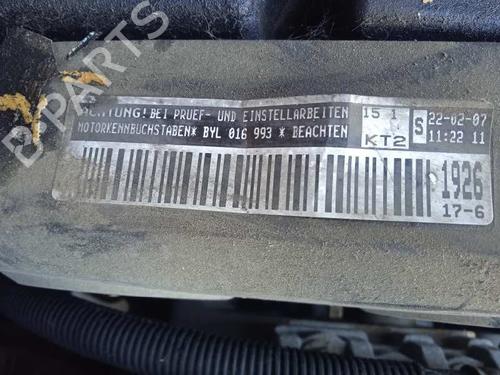 ACHTUNG! BEI PRUEF- UND EINSTELLARBEITEN
MOTORKENNBUCHSTABEN* BYL 016 993 * BEACHTEN
15 1
KT2
S
22-02-07
11:22 11
1926
17-6
B-PARTS